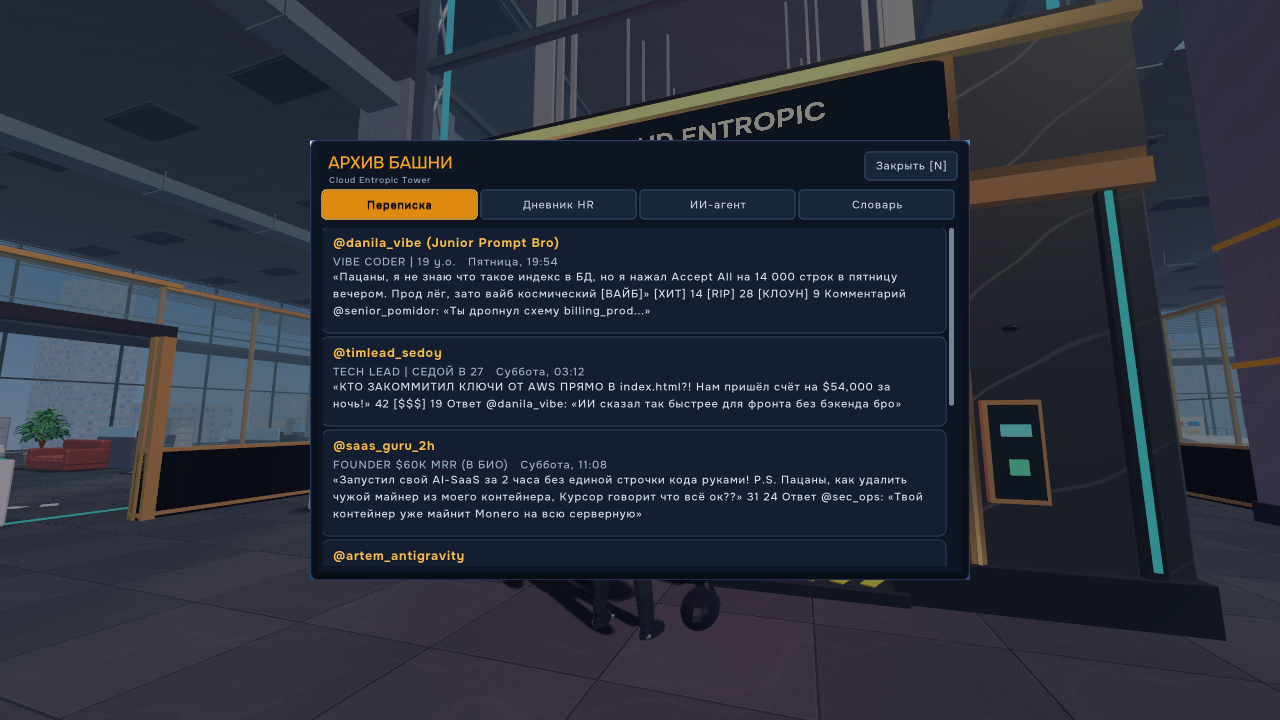 UD ENTROPIC
АРХИВ БАШНИ
Cloud Entropic Tower
Закрыть [N]
Переписка
Дневник HR
ИИ-агент
Словарь
@danila_vibe (Junior Prompt Bro)
VIBE CODER | 19 y.o. Пятница, 19:54
«Пацаны, я не знаю что такое индекс в БД, но я нажал Accept All на 14 000 строк в пятницу
вечером. Прод лёг, зато вайб космический [ВАЙБ]» [ХИТ] 14 [RIP] 28 [КЛОУН] 9 Комментарий
@senior_pomidor: «Ты дропнул схему billing_prod...»
@timlead_sedoy
TECH LEAD | СЕДОЙ В 27 Суббота, 03:12
«КТО ЗАКОММИТИЛ КЛЮЧИ ОТ AWS ПРЯМО В index.html?! Нам пришёл счёт на $54,000 за
ночь!» 42 [$$$] 19 Ответ @danila_vibe: «ИИ сказал так быстрее для фронта без бэкенда бро»
@saas_guru_2h
FOUNDER $60K MRR (В БИО) Суббота, 11:08
«Запустил свой AI-SaaS за 2 часа без единой строчки кода руками! P.S. Пацаны, как удалить
чужой майнер из моего контейнера, Курсор говорит что всё ок??» 31 24 Ответ @sec_ops: «Твой
контейнер уже майнит Monero на всю серверную»
@artem_antigravity